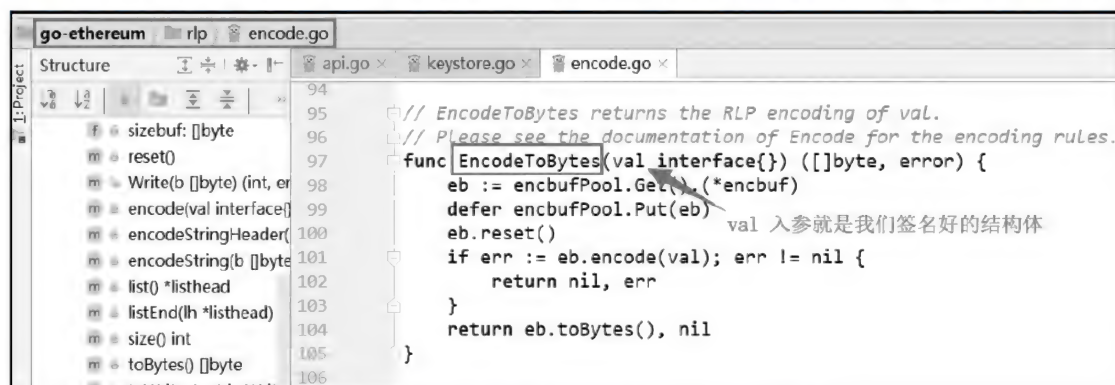 go-ethereum rlp encode.go
1: Project
Structure
api.go × keystore.go × encode.go ×
sizebuf: []byte
reset()
Write(b []byte) (int, er
encode(val interface{}
encodeStringHeader(
encodeString(b []byte
list() *listhead
listEnd(lh *listhead)
size() int
toBytes() []byte
94
95 // EncodeToBytes returns the RLP encoding of val.
96 // Please see the documentation of Encode for the encoding rules.
97 func EncodeToBytes(val interface{}) ([]byte, error) {
98 eb := encbufPool.Get().(*encbuf)
99 defer encbufPool.Put(eb)
val 入参就是我们签名好的结构体
100 eb.reset()
101 if err := eb.encode(val); err != nil {
102 return nil, err
103 }
104 return eb.toBytes(), nil
105 }
106